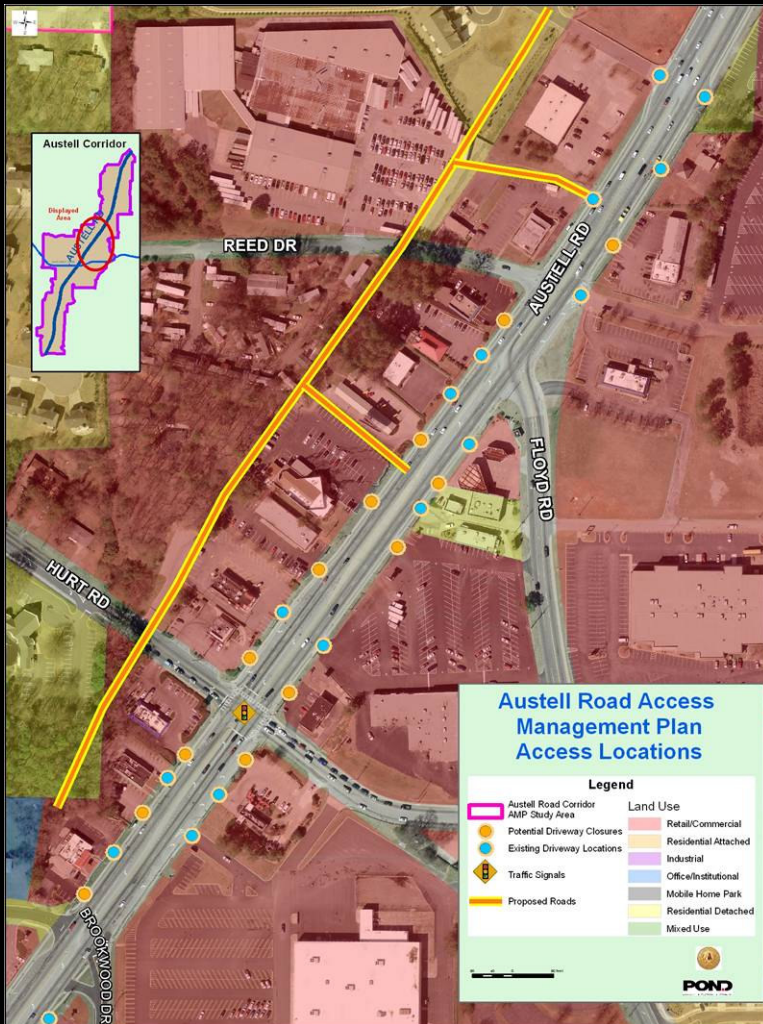 Austell Corridor
Displayed
Area
AUSTELL
REED DR
AUSTELL RD
FLOYD RD
HURT RD
BROOKWOOD DR
Austell Road Access
Management Plan
Access Locations
Legend
Austell Road Corridor
AMP Study Area
Potential Driveway Closures
Existing Driveway Locations
Traffic Signals
Proposed Roads
Land Use
Retail/Commercial
Residential Attached
Industrial
Office/Institutional
Mobile Home Park
Residential Detached
Mixed Use
POND